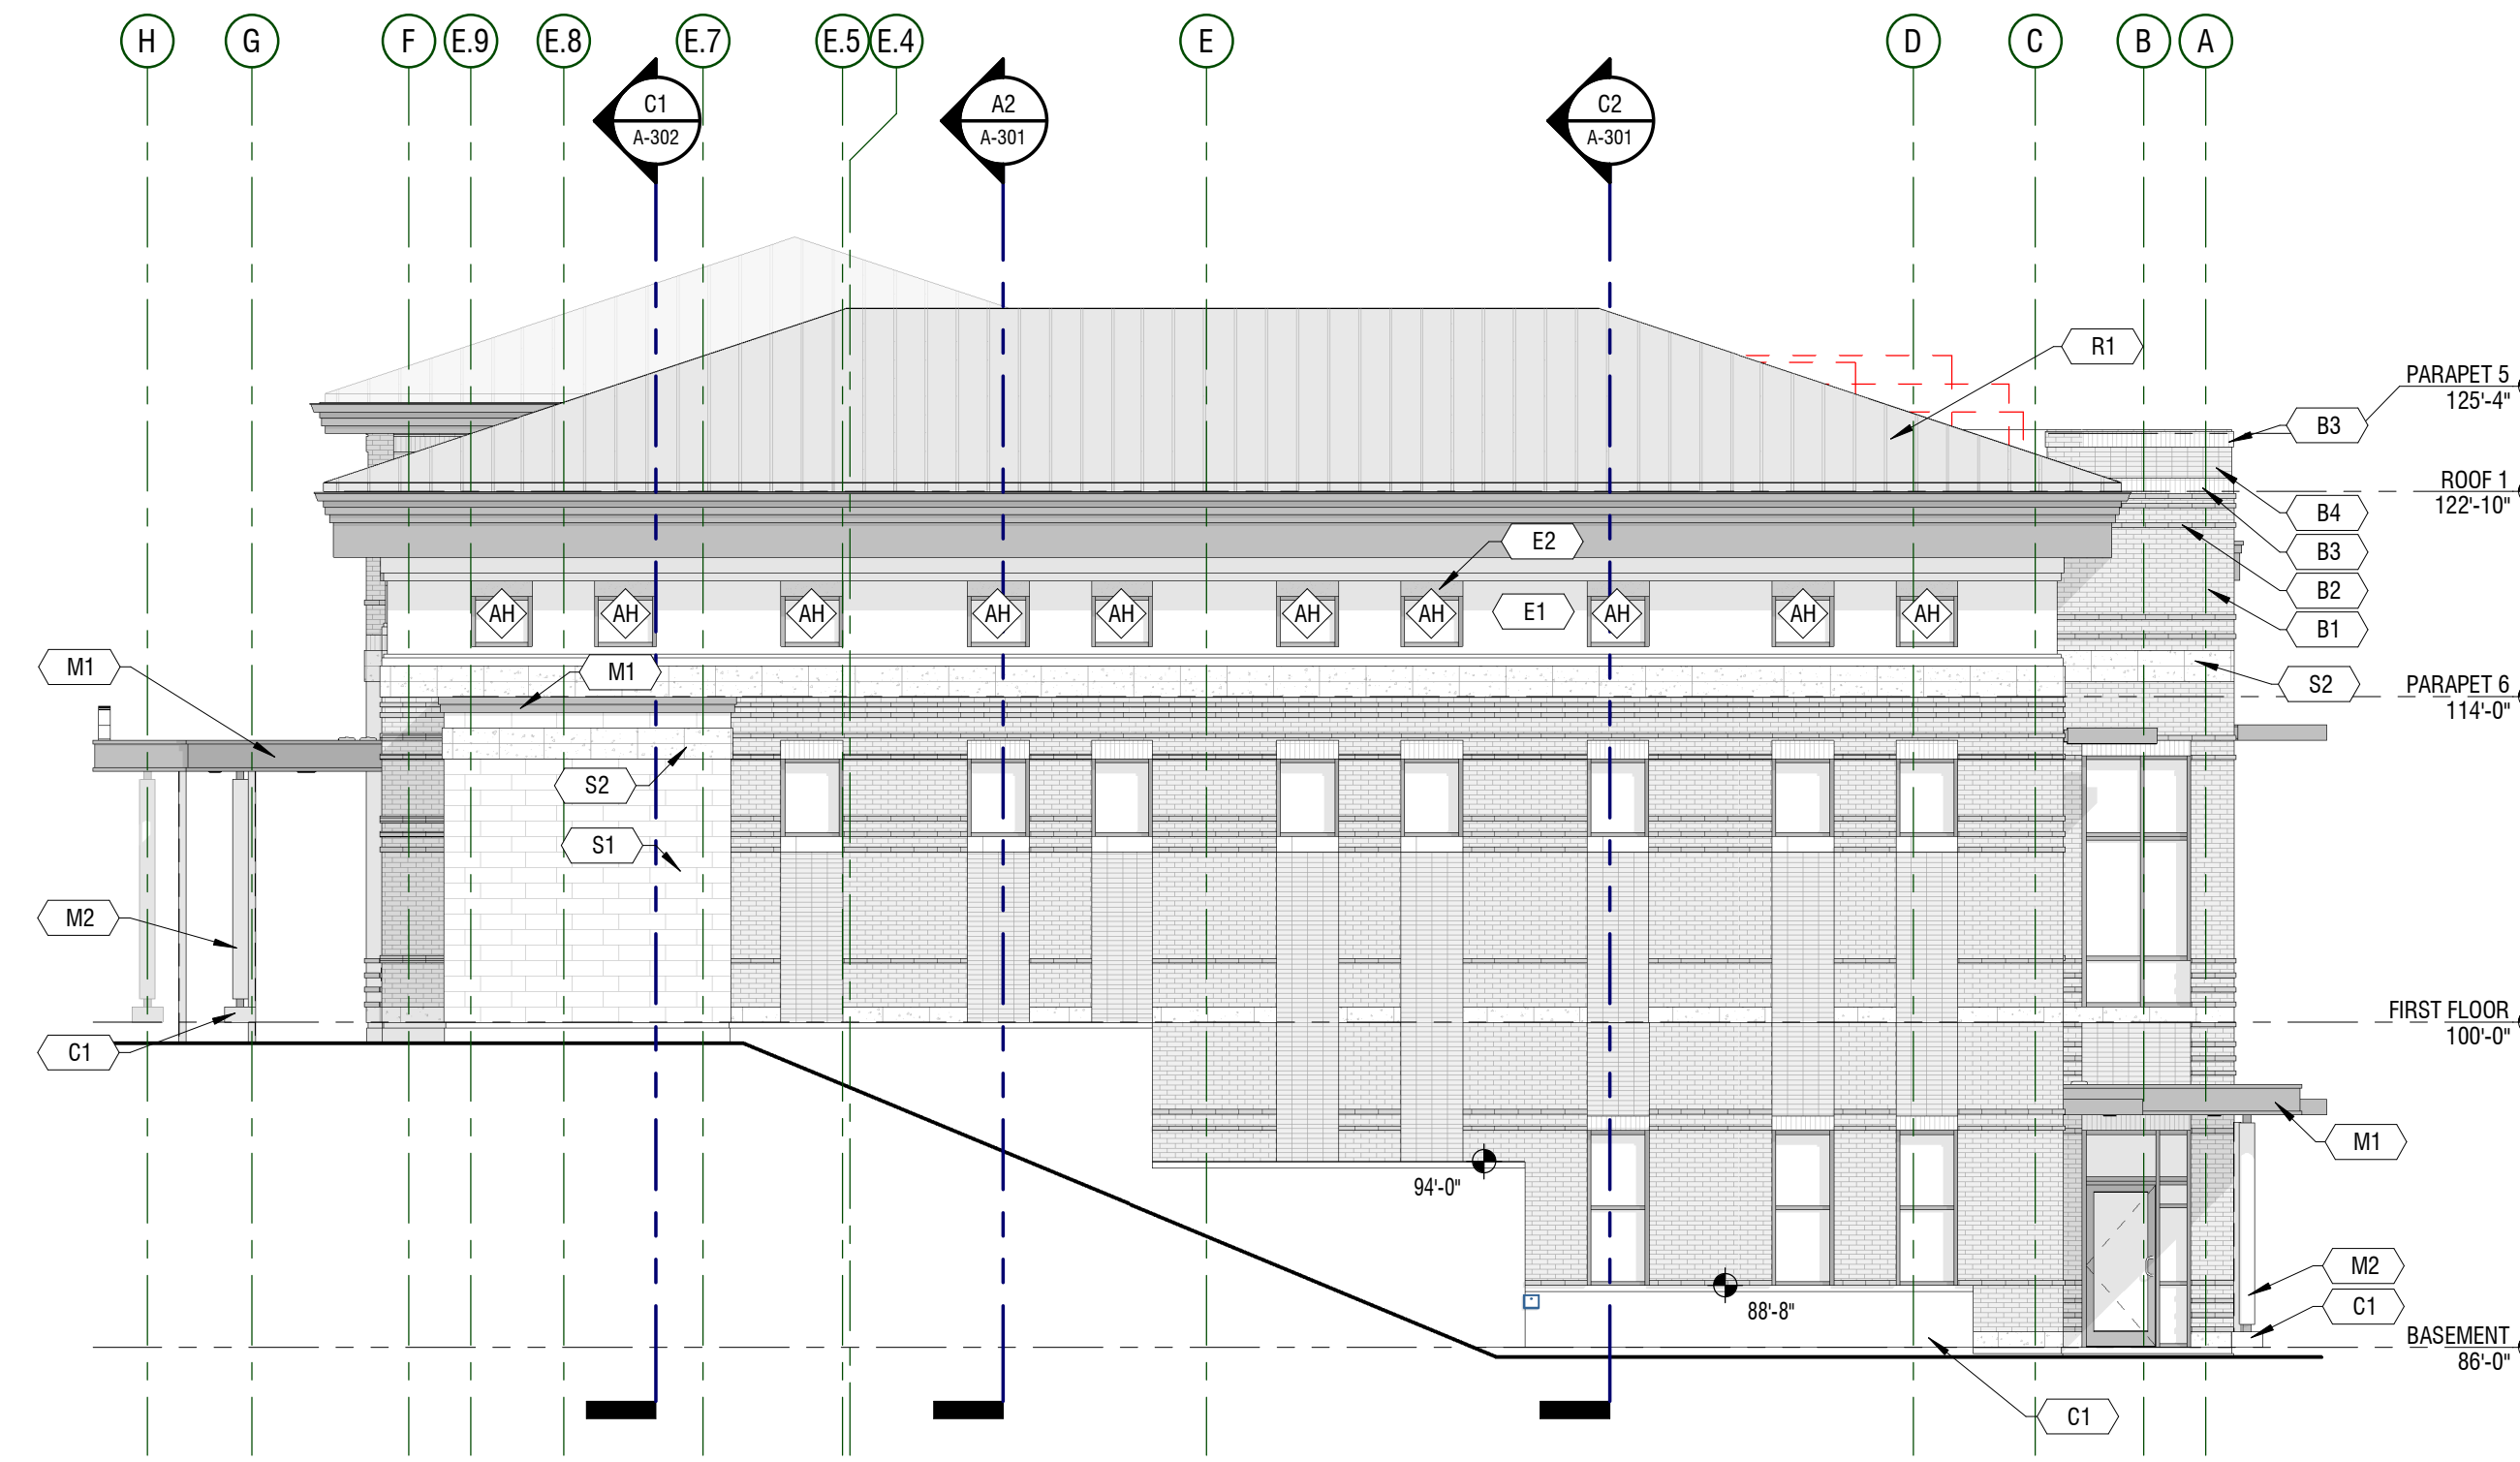 H
G
F
E.9
E.8
E.7
E.5
E.4
E
D
C
B
A
C1
A-302
A2
A-301
C2
A-301
R1
PARAPET 5
125'-4"
B3
ROOF 1
122'-10"
B4
B3
B2
B1
E2
E1
AH
AH
AH
AH
AH
AH
AH
AH
AH
AH
M1
M1
S2
PARAPET 6
114'-0"
S2
S1
M2
C1
FIRST FLOOR
100'-0"
M1
94'-0"
88'-8"
M2
C1
BASEMENT
86'-0"
C1